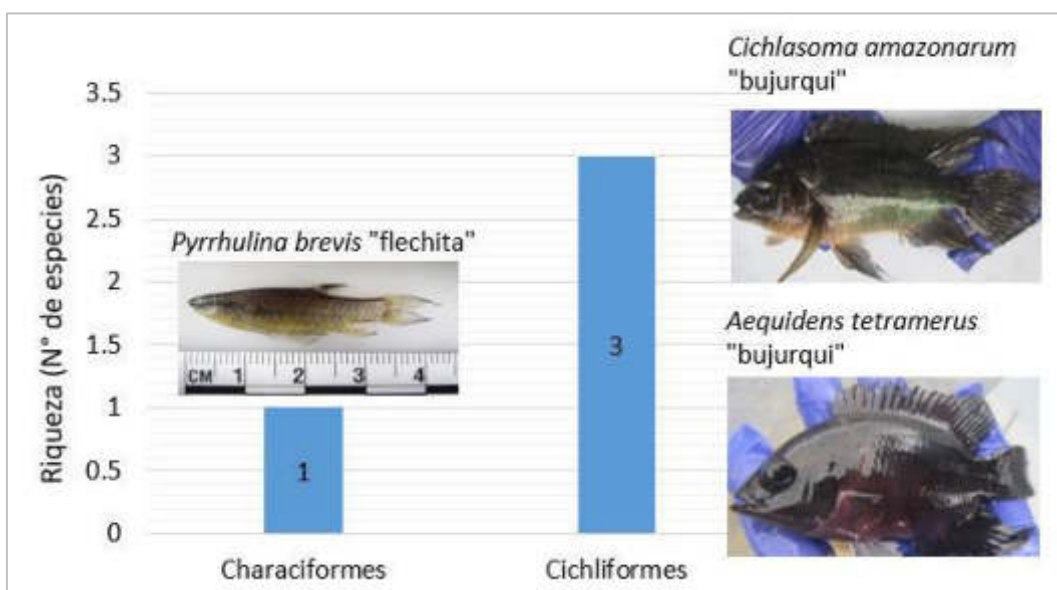 Cichlasoma amazonarum
"bujurqui"
3.5
3
2.5
2
1.5
1
0.5
0
Riqueza (N° de especies)
Pyrrhulina brevis "flechita"
CM 1 2 3 4
1
3
Aequidens tetramerus
"bujurqui"
Characiformes
Cichliformes